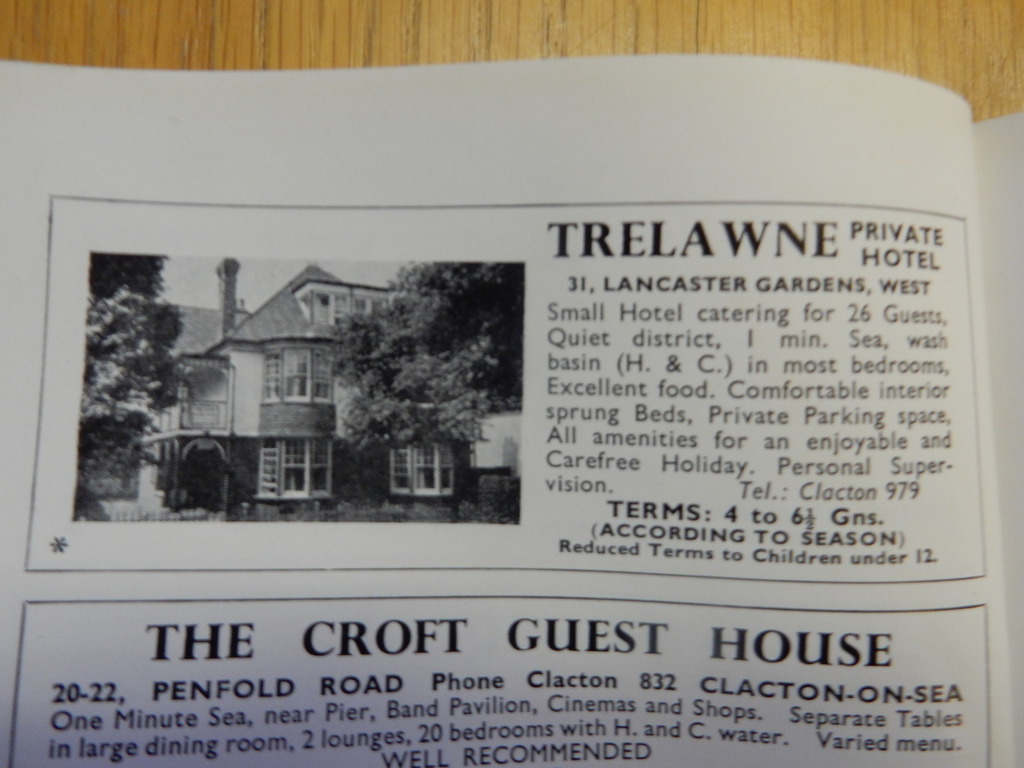 TRELAWNE PRIVATE HOTEL
31, LANCASTER GARDENS, WEST
Small Hotel catering for 26 Guests,
Quiet district, 1 min. Sea, wash
basin (H. & C.) in most bedrooms,
Excellent food. Comfortable interior
sprung Beds, Private Parking space,
All amenities for an enjoyable and
Carefree Holiday. Personal Super-
vision. Tel.: Clacton 979
TERMS: 4 to 6½ Gns.
(ACCORDING TO SEASON)
Reduced Terms to Children under 12.
*
THE CROFT GUEST HOUSE
20-22, PENFOLD ROAD Phone Clacton 832 CLACTON-ON-SEA
One Minute Sea, near Pier, Band Pavilion, Cinemas and Shops. Separate Tables
in large dining room, 2 lounges, 20 bedrooms with H. and C. water. Varied menu.
WELL RECOMMENDED